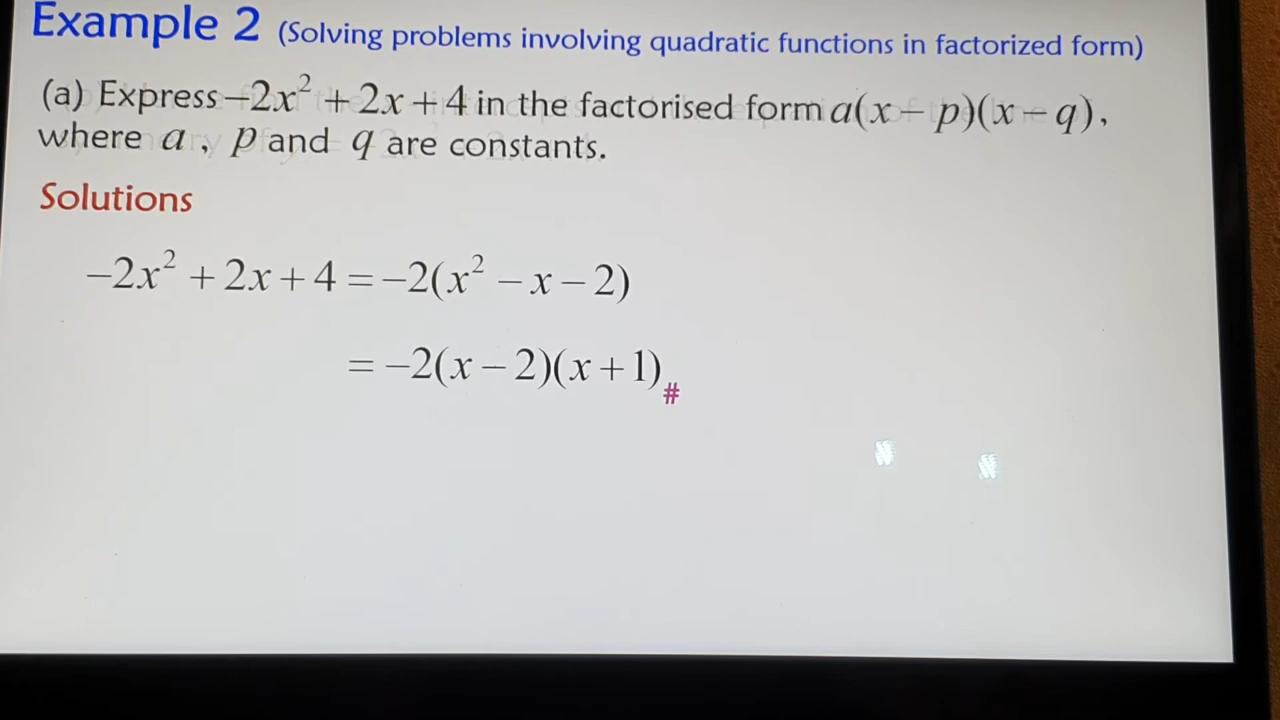 Example 2 (Solving problems involving quadratic functions in factorized form)
(a) Express −2x² + 2x + 4 in the factorised form a(x − p)(x − q),
where a , p and q are constants.
Solutions
−2x² + 2x + 4 = −2(x² − x − 2)
= −2(x − 2)(x + 1) #